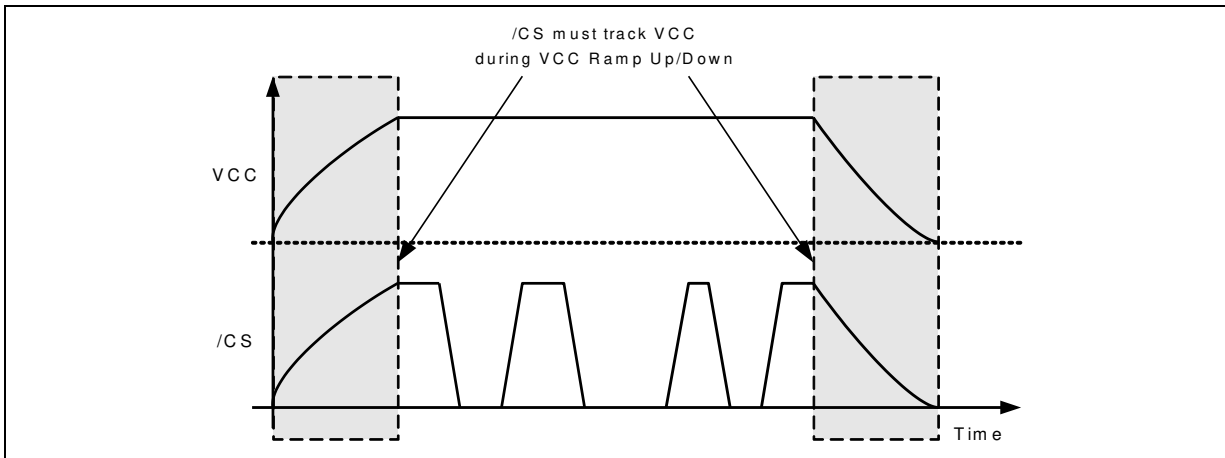 /CS must track VCC
during VCC Ramp Up/Down
VCC
/CS
Time